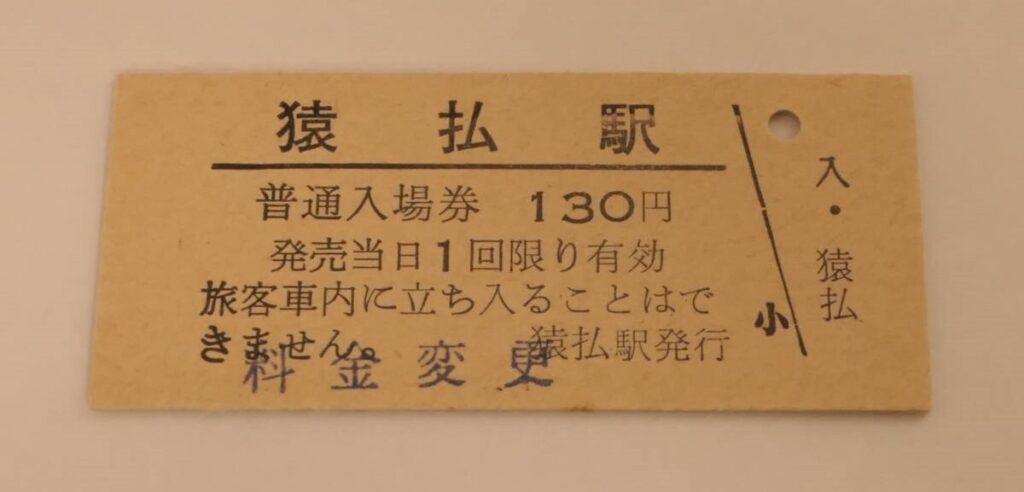 猿払駅
普通入場券 130円
発売当日1回限り有効
旅客車内に立ち入ることはで
きません。 猿払駅発行
料金変更
小
入・猿払